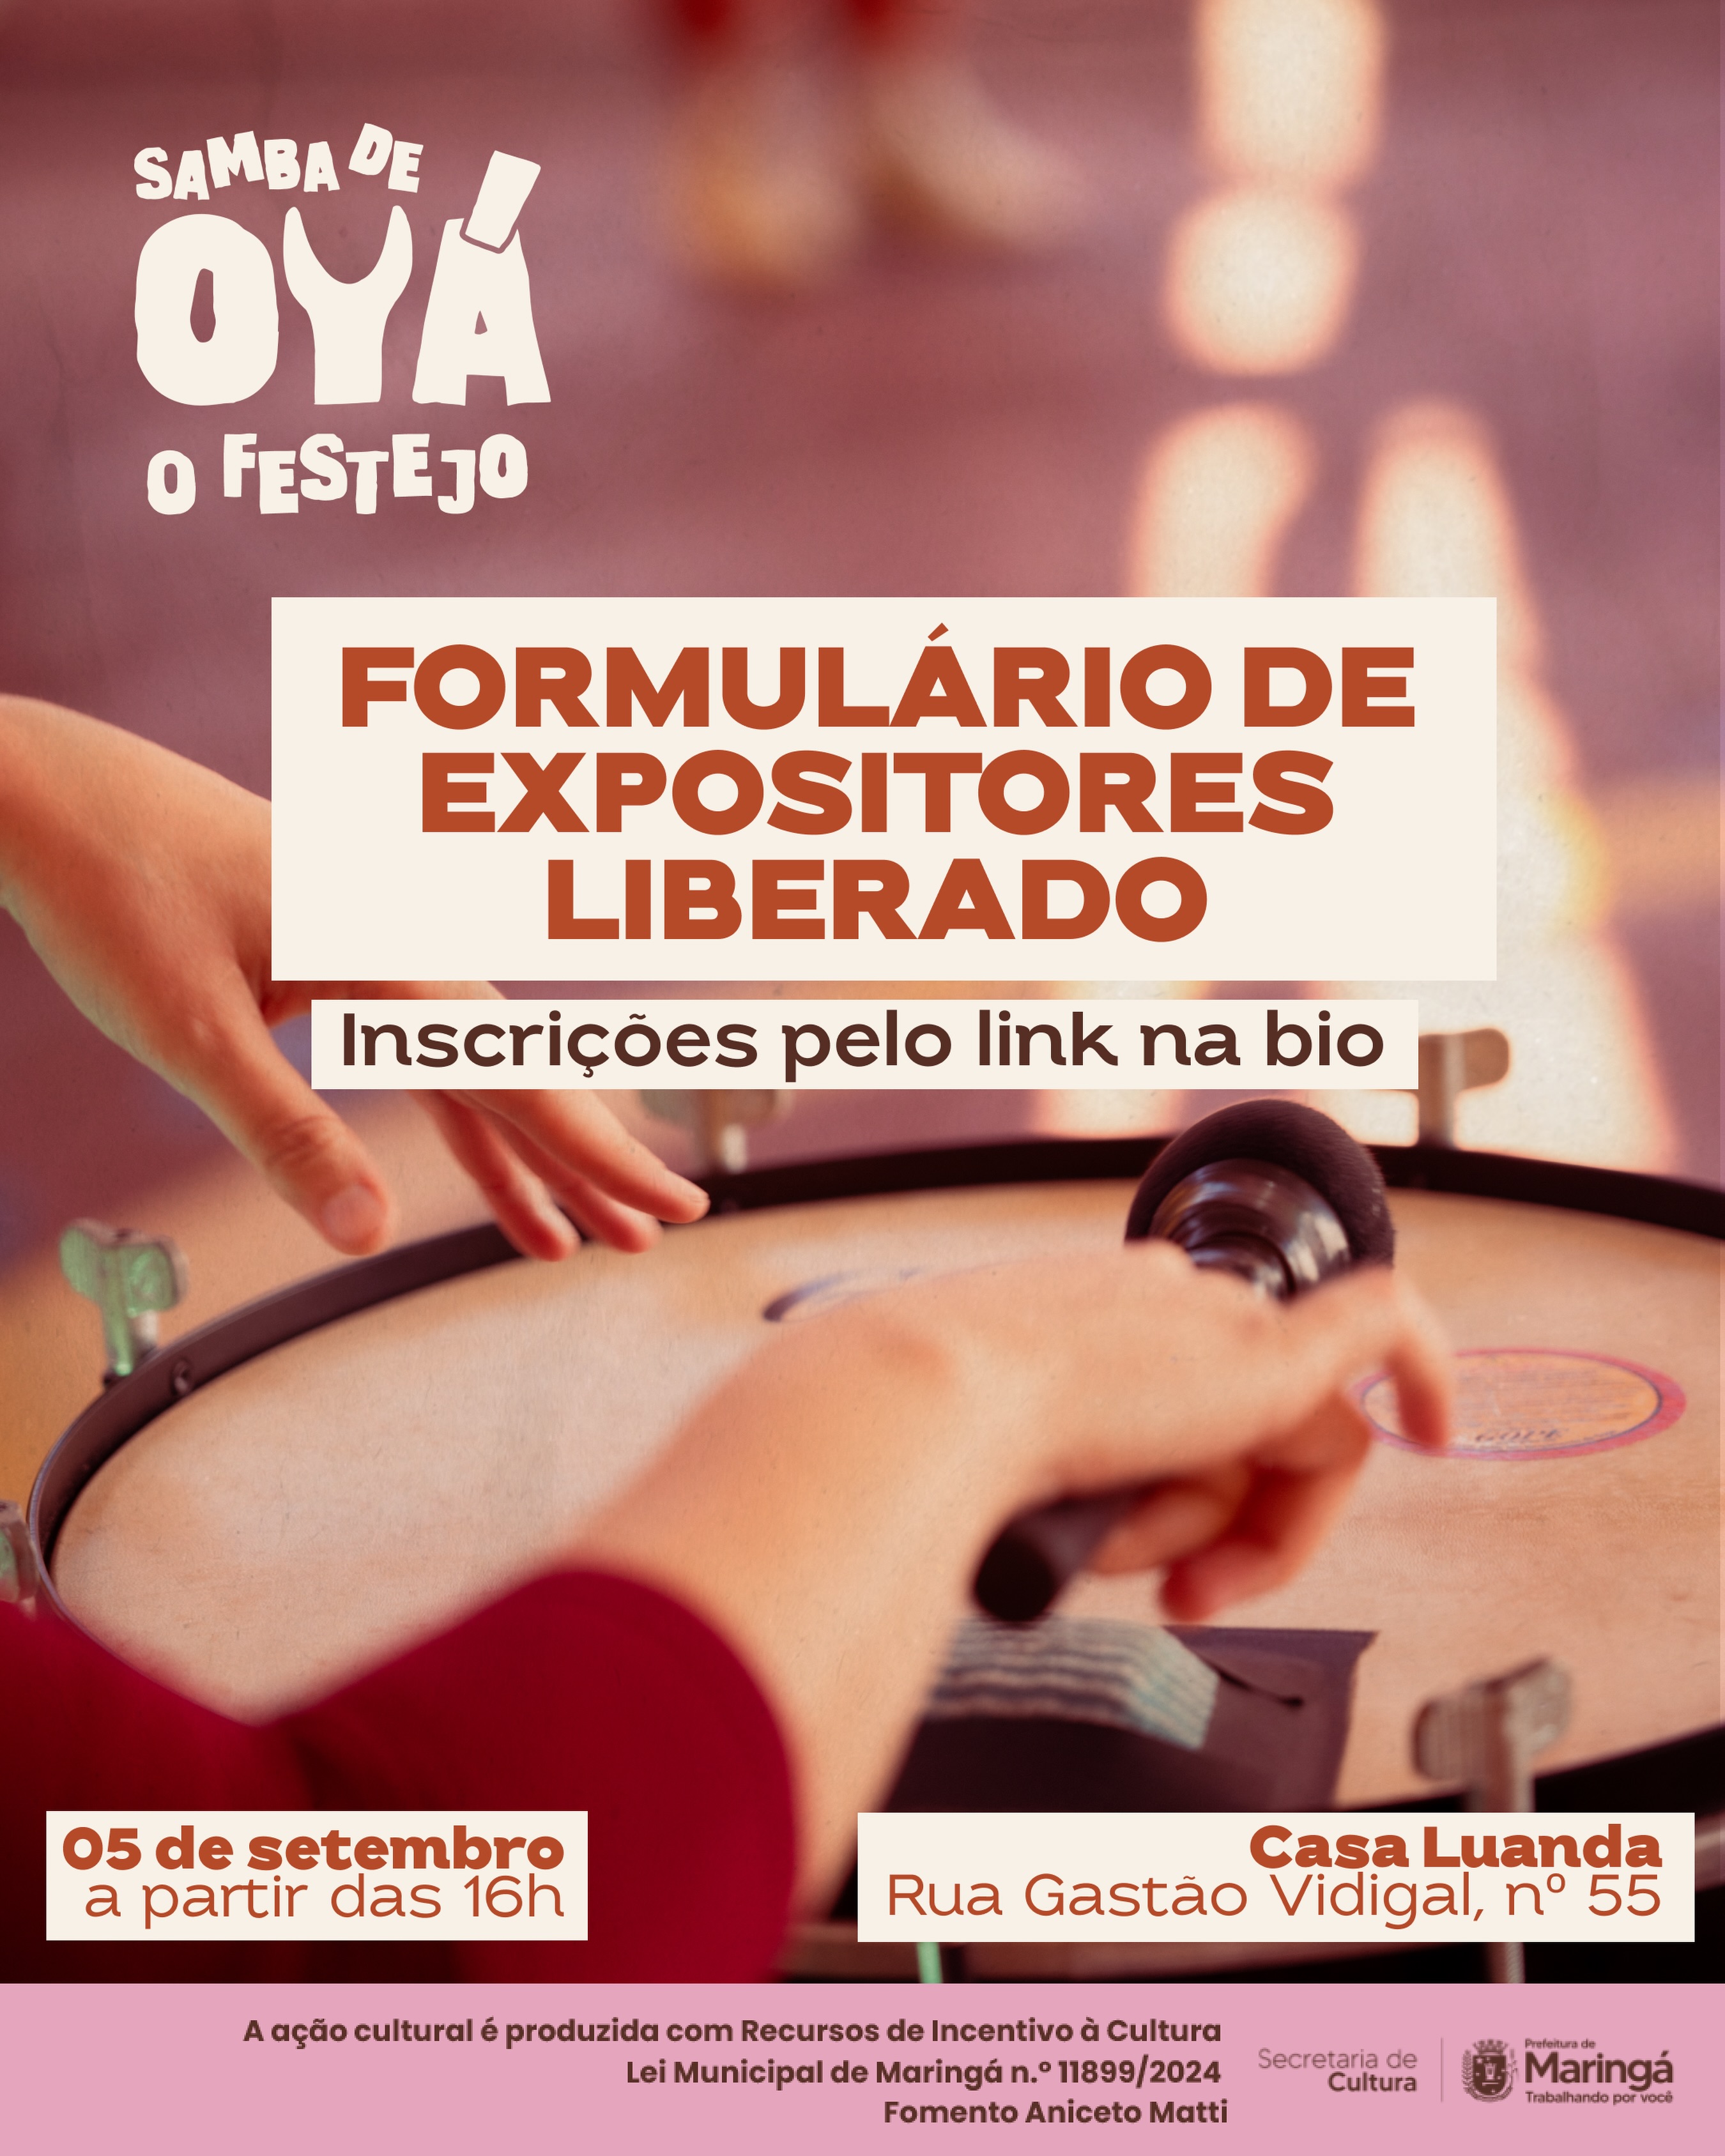 SAMBA DE
OYÁ
O FESTEJO
FORMULÁRIO DE
EXPOSITORES
LIBERADO
Inscrições pelo link na bio
GOPE
05 de setembro
a partir das 16h
Casa Luanda
Rua Gastão Vidigal, nº 55
A ação cultural é produzida com Recursos de Incentivo à Cultura
Lei Municipal de Maringá n.º 11899/2024
Fomento Aniceto Matti
Secretaria de
Cultura
Prefeitura de
Maringá
Trabalhando por você